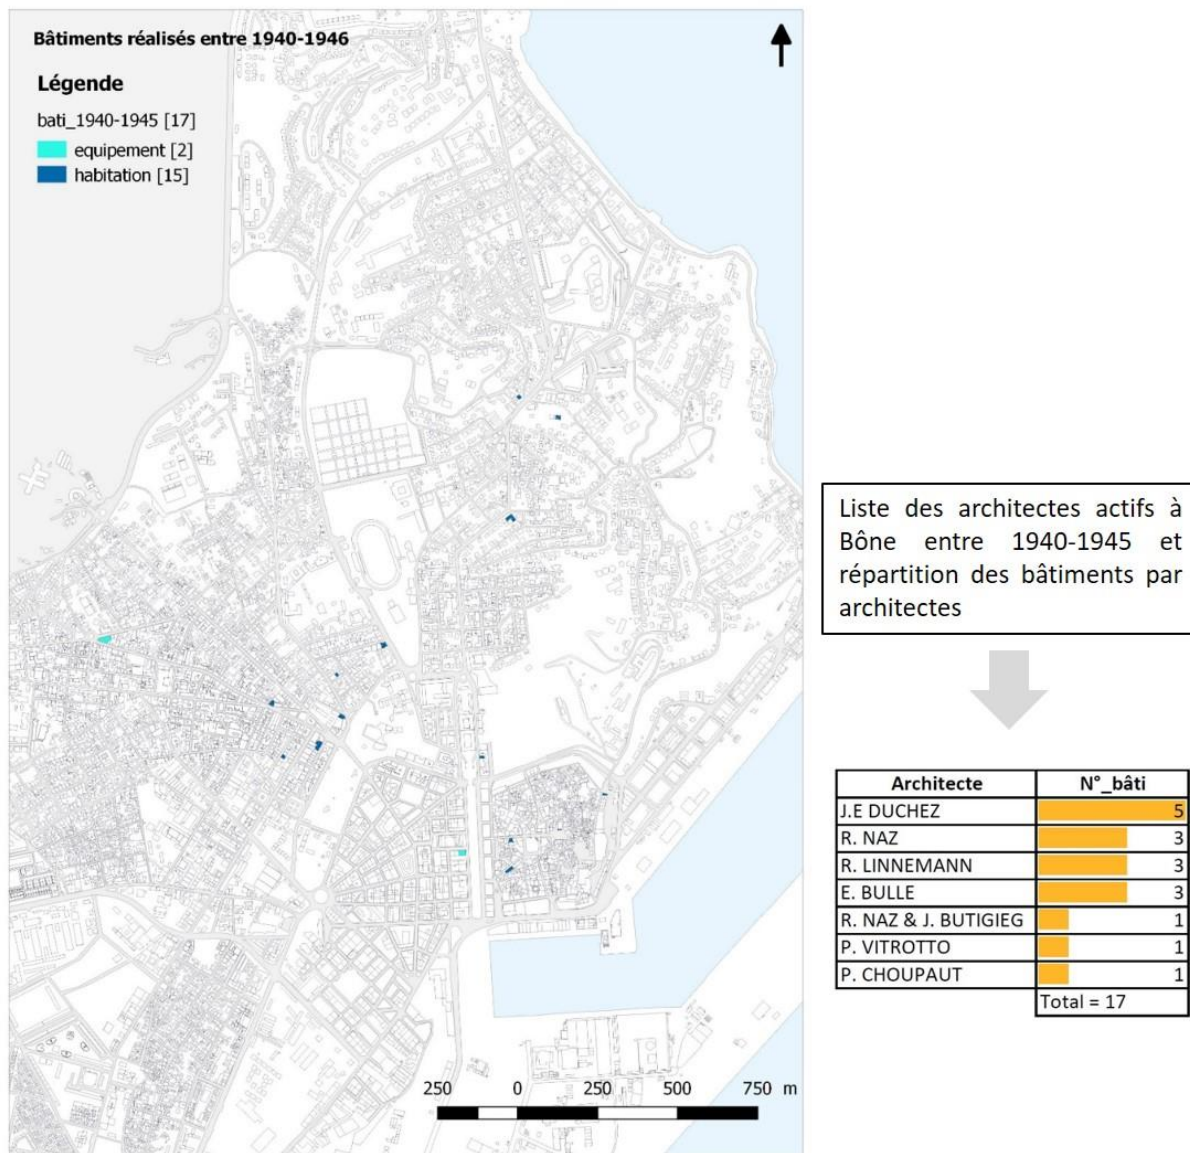 Bâtiments réalisés entre 1940-1946
Légende
bati_1940-1945 [17]
equipement [2]
habitation [15]
250 0 250 500 750 m
Liste des architectes actifs à
Bône entre 1940-1945 et
répartition des bâtiments par
architectes
Architecte N°_bâti
J.E DUCHEZ 5
R. NAZ 3
R. LINNEMANN 3
E. BULLE 3
R. NAZ & J. BUTIGIEG 1
P. VITROTTO 1
P. CHOUPAUT 1
Total = 17